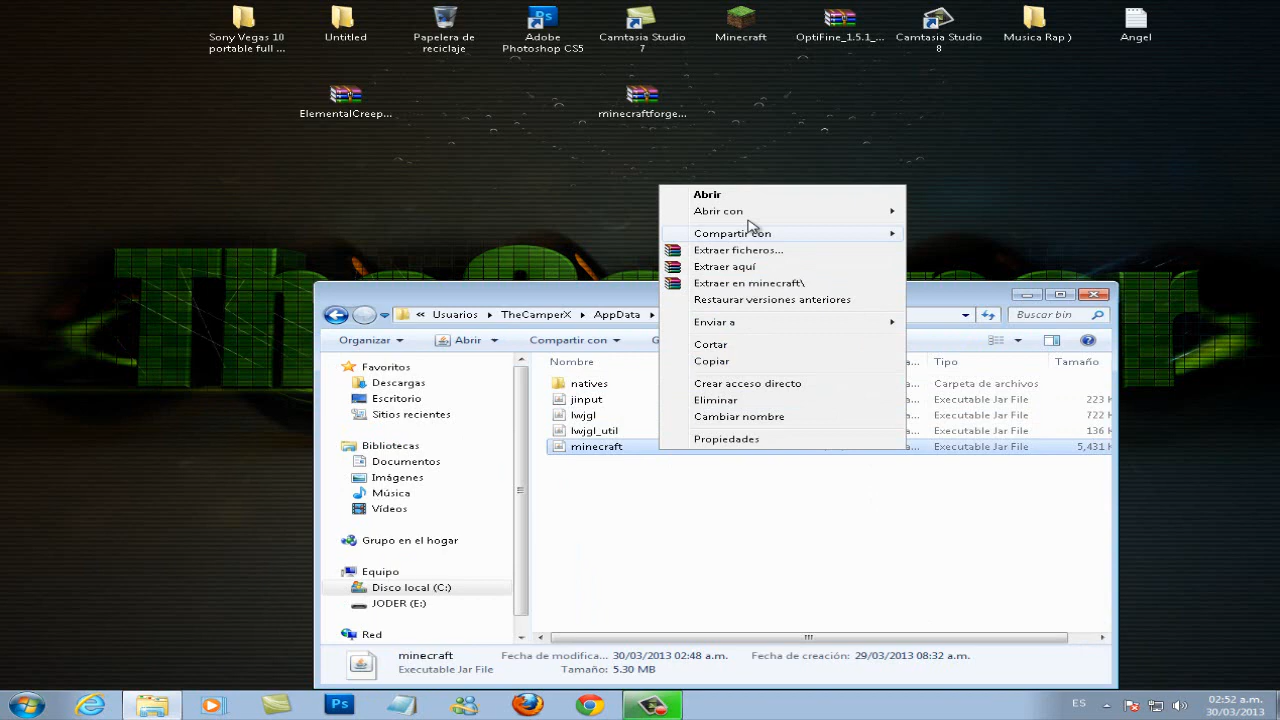 Sony Vegas 10
portable full ...
Untitled
Papelera de
reciclaje
Adobe
Photoshop CS5
Camtasia Studio
7
Minecraft
OptiFine_1.5.1_...
Camtasia Studio
8
Musica Rap )
Angel
ElementalCreep...
minecraftforge...
Abrir
Abrir con
Compartir con
Extraer ficheros...
Extraer aquí
Extraer en minecraft\
Restaurar versiones anteriores
Enviar a
Cortar
Copiar
Crear acceso directo
Eliminar
Cambiar nombre
Propiedades
Usuarios
TheCamperX
AppData
Buscar bin
Organizar
Abrir
Compartir con
Favoritos
Descargas
Escritorio
Sitios recientes
Bibliotecas
Documentos
Imágenes
Música
Vídeos
Grupo en el hogar
Equipo
Disco local (C:)
JODER (E:)
Red
Nombre
Tipo
Tamaño
natives
Carpeta de archivos
jinput
Executable Jar File
223 K
lwjgl
Executable Jar File
722 K
lwjgl_util
Executable Jar File
136 K
minecraft
Executable Jar File
5,431 K
minecraft
Fecha de modifica... 30/03/2013 02:48 a.m.
Fecha de creación: 29/03/2013 08:32 a.m.
Executable Jar File
Tamaño: 5.30 MB
ES
02:52 a.m.
30/03/2013